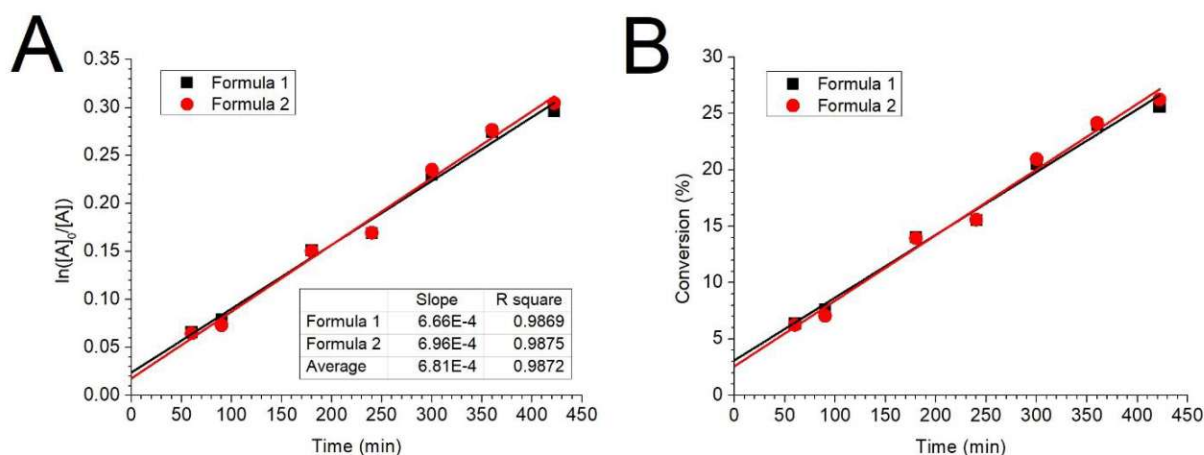 A
0.35
0.30
0.25
0.20
0.15
0.10
0.05
0.00
ln([A]₀/[A])
Formula 1
Formula 2
Slope R square
Formula 1 6.66E-4 0.9869
Formula 2 6.96E-4 0.9875
Average 6.81E-4 0.9872
0 50 100 150 200 250 300 350 400 450
Time (min)
B
30
25
20
15
10
5
0
Conversion (%)
Formula 1
Formula 2
0 50 100 150 200 250 300 350 400 450
Time (min)